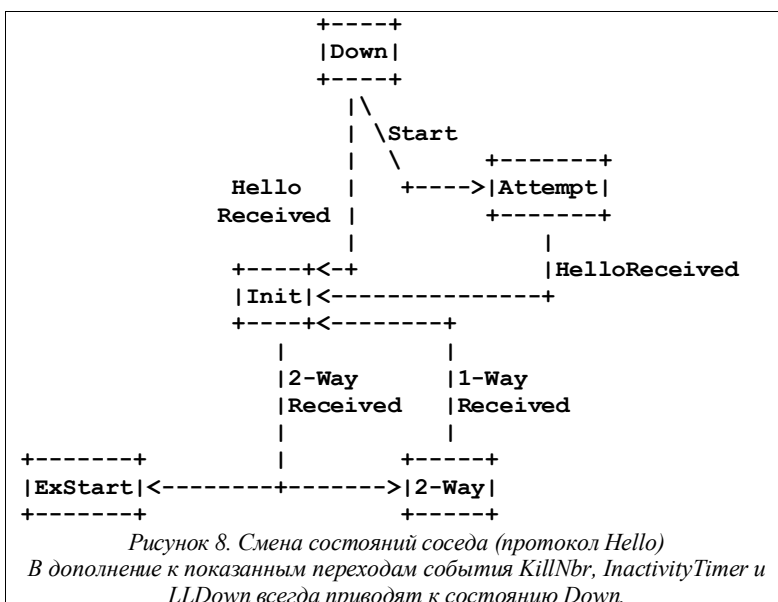 +----+
|Down|
+----+
|\
| \Start
|  \        +-------+
Hello   |   +---->|Attempt|
Received |         +-------+
|             |
+----+<-+             |HelloReceived
|Init|<---------------+
+----+<--------+
|          |
|2-Way     |1-Way
|Received  |Received
|          |
+-------+       |       +-----+
|ExStart|<--------+------->|2-Way|
+-------+               +-----+
Рисунок 8. Смена состояний соседа (протокол Hello)
В дополнение к показанным переходам события KillNbr, InactivityTimer и
LLDown всегда приводят к состоянию Down.